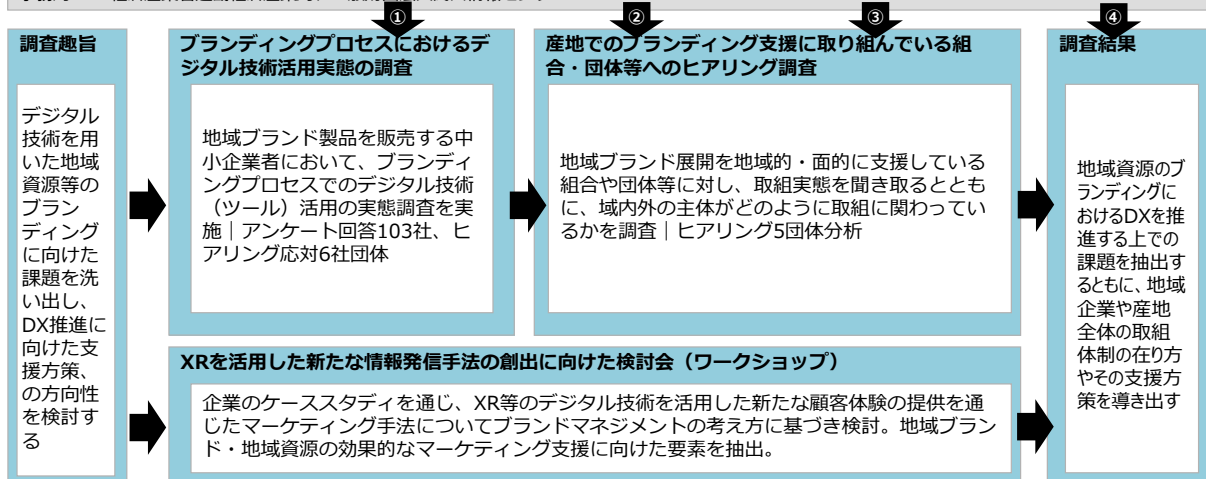 ①
②
③
④
調査趣旨
デジタル
技術を用
いた地域
資源等の
ブラン
ディング
に向けた
課題を洗
い出し、
DX推進に
向けた支
援方策、
の方向性
を検討す
る
ブランディングプロセスにおけるデ
ジタル技術活用実態の調査
地域ブランド製品を販売する中
小企業者において、ブランディ
ングプロセスでのデジタル技術
（ツール）活用の実態調査を実
施｜アンケート回答103社、ヒ
アリング応対6社団体
産地でのブランディング支援に取り組んでいる組
合・団体等へのヒアリング調査
地域ブランド展開を地域的・面的に支援している
組合や団体等に対し、取組実態を聞き取るととも
に、域内外の主体がどのように取組に関わってい
るかを調査｜ヒアリング5団体分析
XRを活用した新たな情報発信手法の創出に向けた検討会（ワークショップ）
企業のケーススタディを通じ、XR等のデジタル技術を活用した新たな顧客体験の提供を通
じたマーケティング手法についてブランドマネジメントの考え方に基づき検討。地域ブラン
ド・地域資源の効果的なマーケティング支援に向けた要素を抽出。
調査結果
地域資源のブ
ランディングに
おけるDXを推
進する上での
課題を抽出す
るともに、地域
企業や産地
全体の取組
体制の在り方
やその支援方
策を導き出す